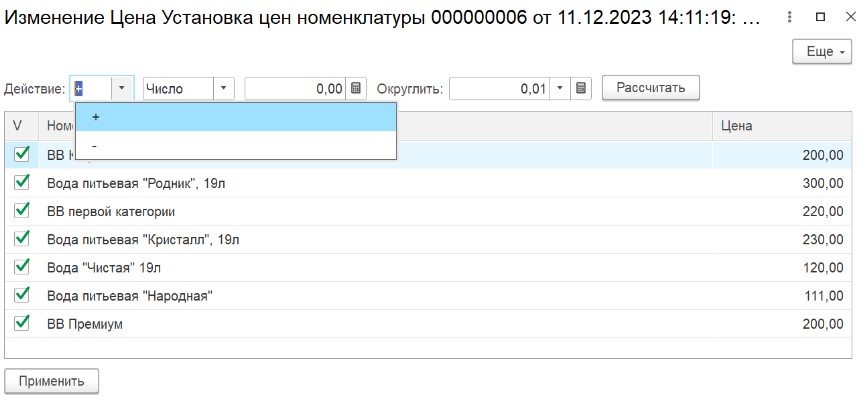 Изменение Цена Установка цен номенклатуры 000000006 от 11.12.2023 14:11:19: ...
Еще
Действие: + Число 0,00 Округлить: 0,01 Рассчитать
+
-
V Цена
ВВ 200,00
Вода питьевая "Родник", 19л 300,00
ВВ первой категории 220,00
Вода питьевая "Кристалл", 19л 230,00
Вода "Чистая" 19л 120,00
Вода питьевая "Народная" 111,00
ВВ Премиум 200,00
Применить